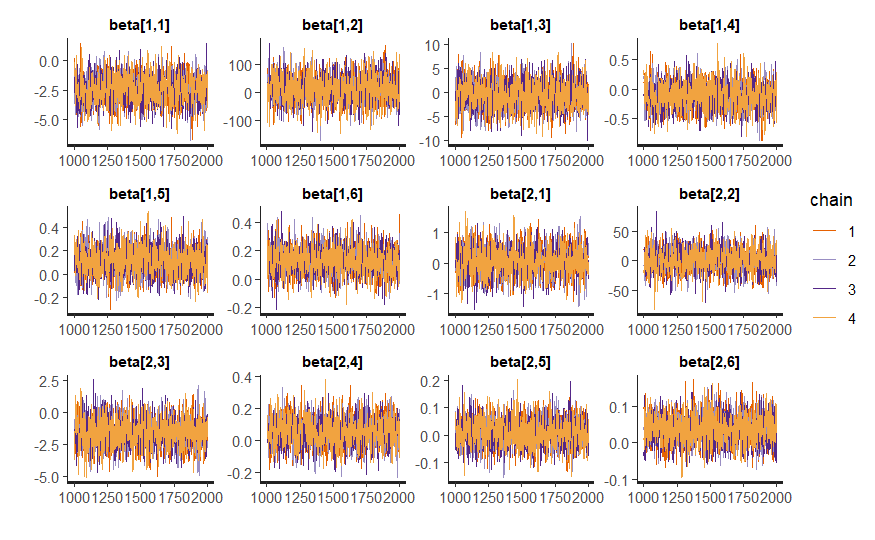 beta[1,1] beta[1,2] beta[1,3] beta[1,4]
0.0 -2.5 -5.0
100 0 -100
10 5 0 -5 -10
0.5 0.0 -0.5
1000 1250 1500 1750 2000 1000 1250 1500 1750 2000 1000 1250 1500 1750 2000 1000 1250 1500 1750 2000
beta[1,5] beta[1,6] beta[2,1] beta[2,2]
0.4 0.2 0.0 -0.2
0.4 0.2 0.0 -0.2
1 0 -1
50 0 -50
1000 1250 1500 1750 2000 1000 1250 1500 1750 2000 1000 1250 1500 1750 2000 1000 1250 1500 1750 2000
beta[2,3] beta[2,4] beta[2,5] beta[2,6]
2.5 0.0 -2.5 -5.0
0.4 0.2 0.0 -0.2
0.2 0.1 0.0 -0.1
0.1 0.0 -0.1
1000 1250 1500 1750 2000 1000 1250 1500 1750 2000 1000 1250 1500 1750 2000 1000 1250 1500 1750 2000
chain
1
2
3
4